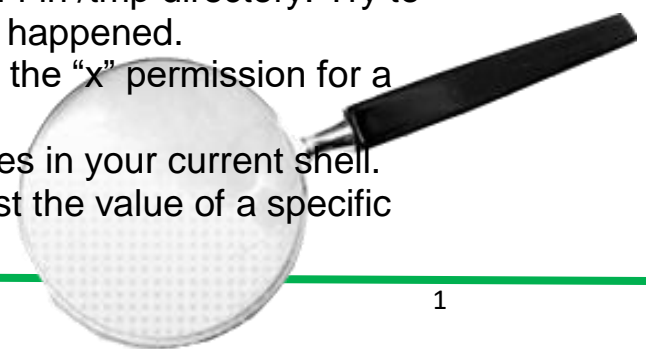 in /tmp directory. Try to
happened.
the “x” permission for a
es in your current shell.
st the value of a specific
1